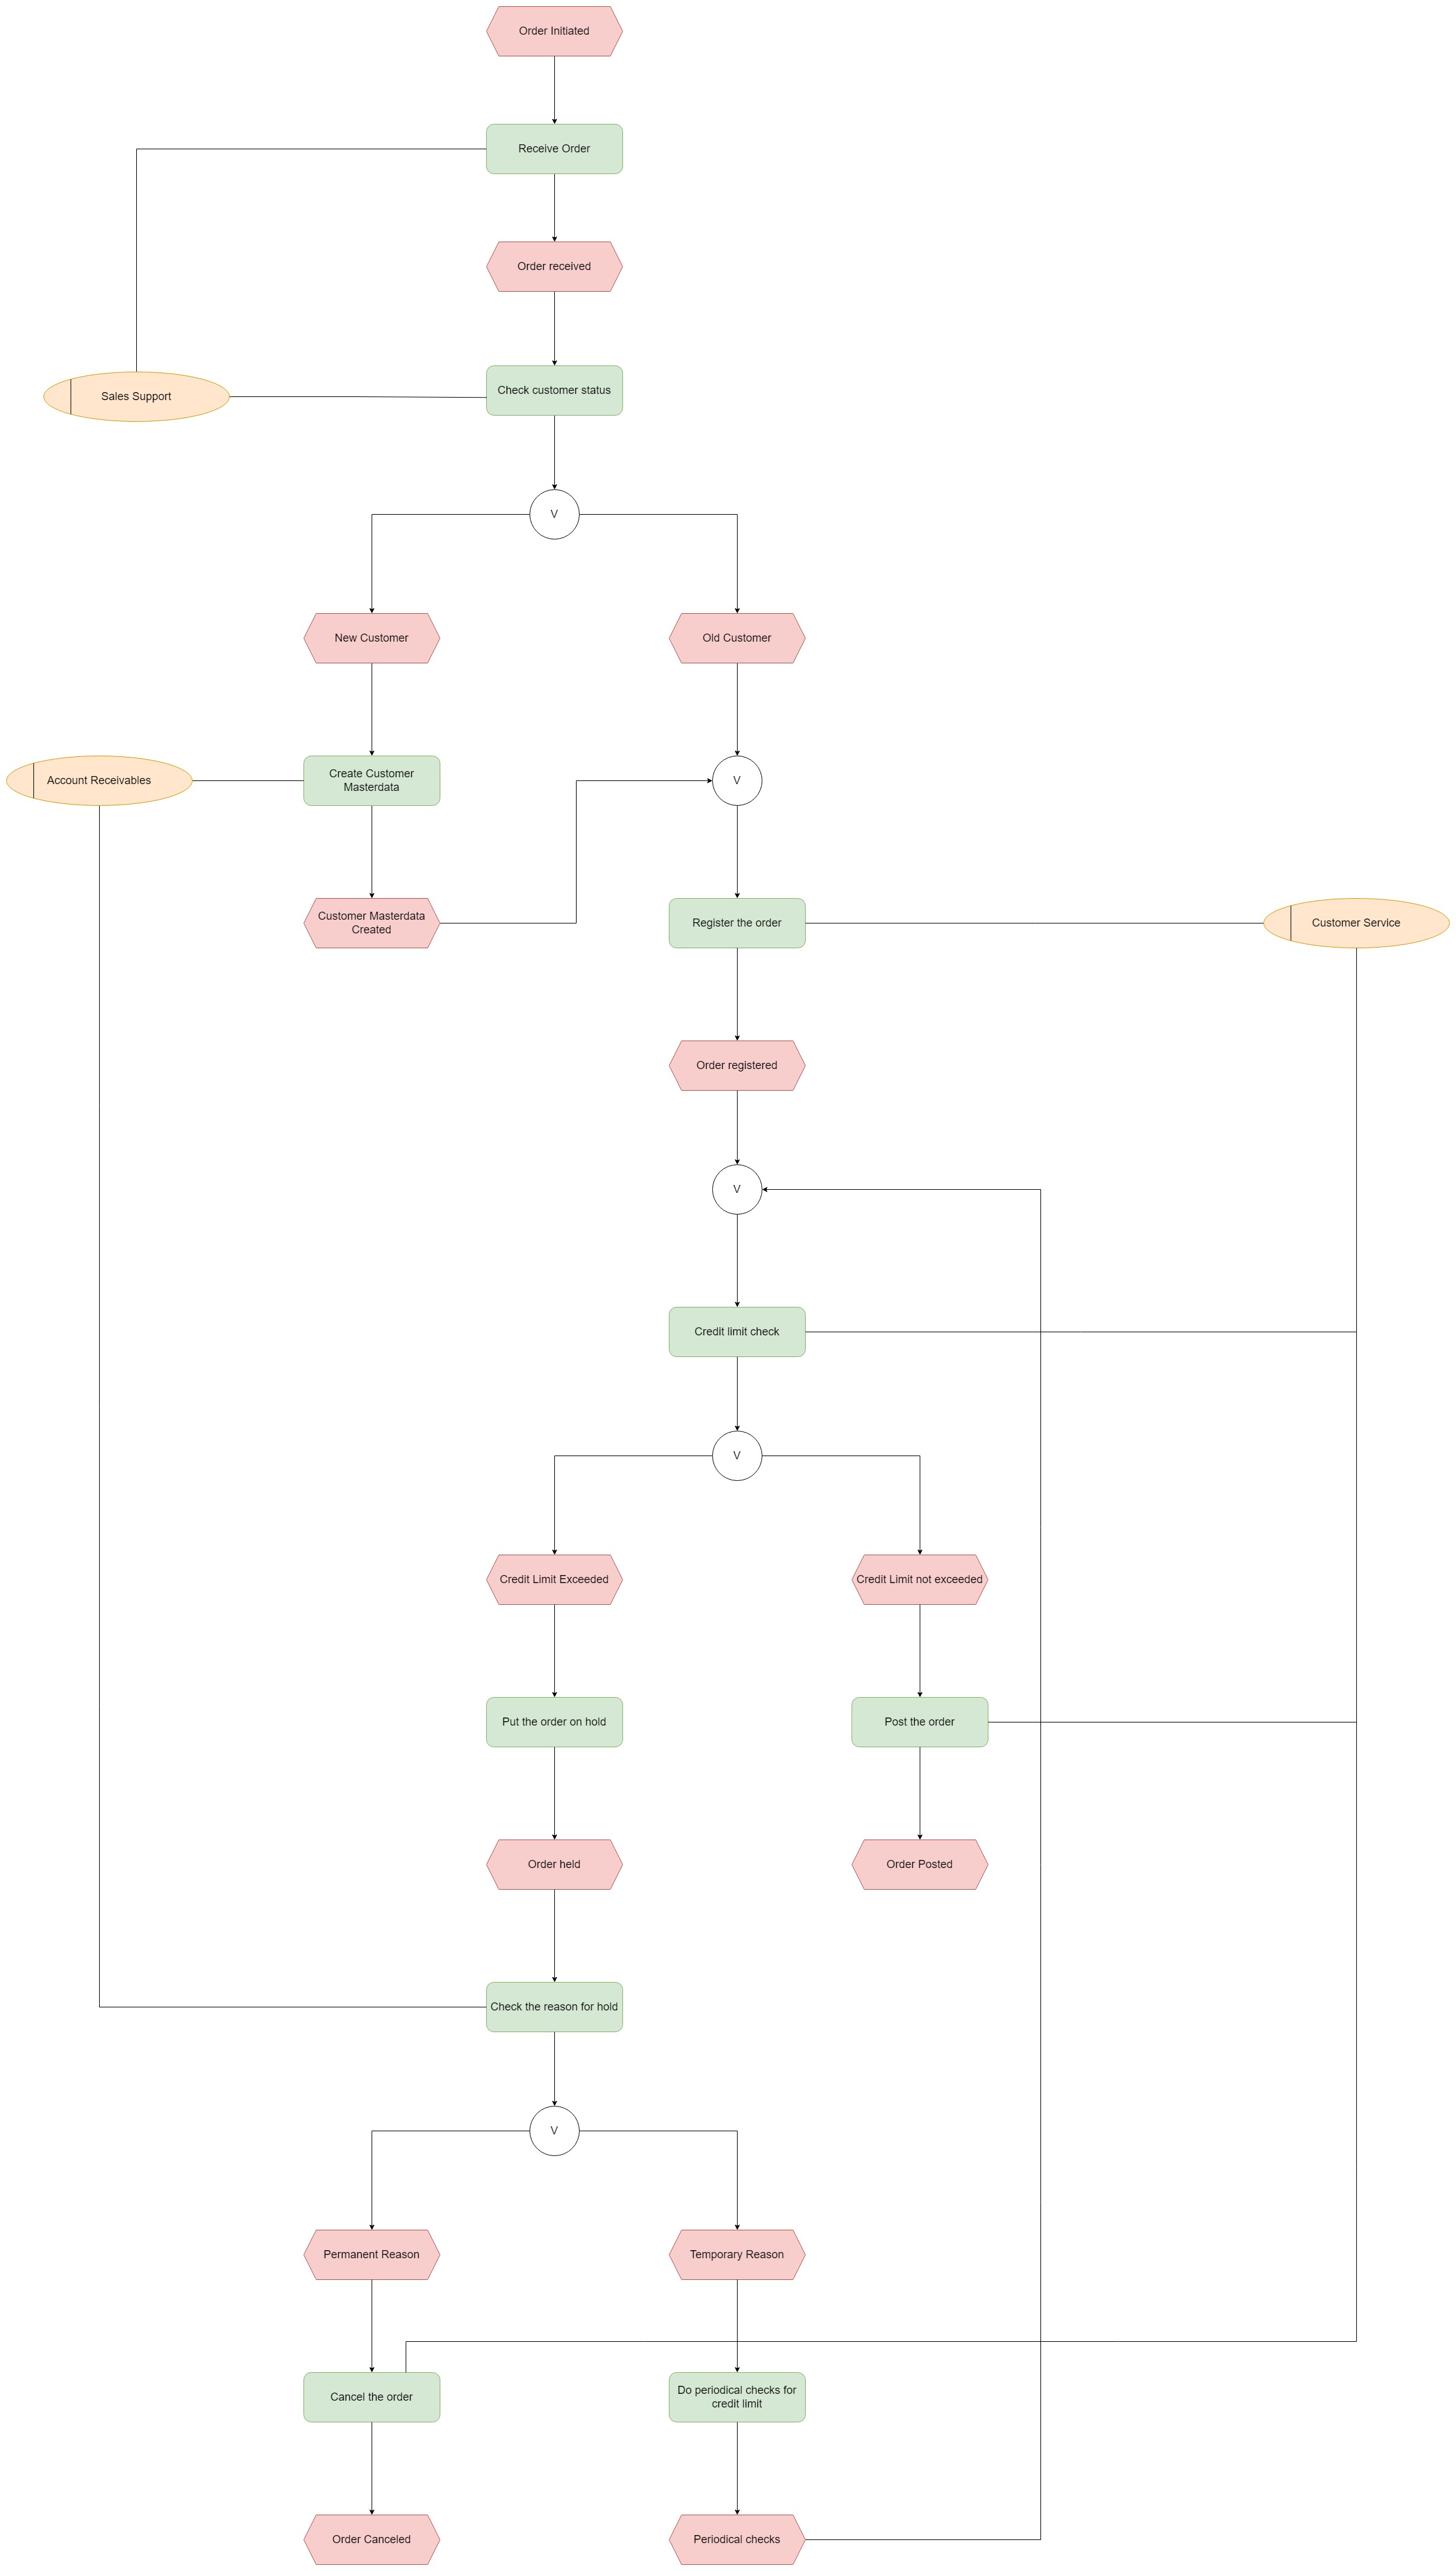 Order Initiated
Receive Order
Order received
Check customer status
Sales Support
V
New Customer
Old Customer
Account Receivables
Create Customer
Masterdata
V
Customer Masterdata
Created
Register the order
Customer Service
Order registered
V
Credit limit check
V
Credit Limit Exceeded
Credit Limit not exceeded
Put the order on hold
Post the order
Order held
Order Posted
Check the reason for hold
V
Permanent Reason
Temporary Reason
Cancel the order
Do periodical checks for
credit limit
Order Canceled
Periodical checks